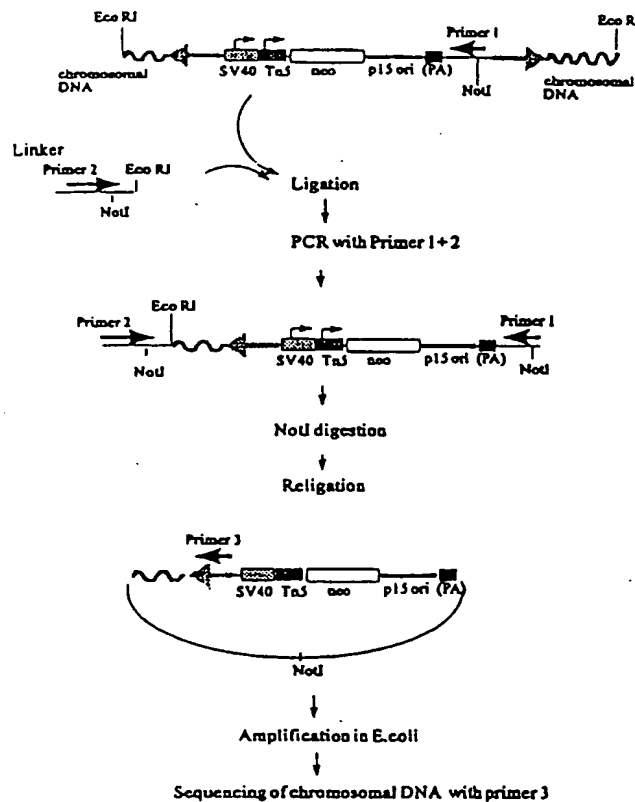 Eco RI Eco R
Primer 1
chromosomal DNA SV40 Tn5 neo p15 ori (PA) NotI chromosomal DNA
Linker
Primer 2 Eco RI
NotI
Ligation
PCR with Primer 1+2
Eco RI
Primer 2 Primer 1
NotI SV40 Tn5 neo p15 ori (PA) NotI
NotI digestion
Religation
Primer 3
SV40 Tn5 neo p15 ori (PA)
NotI
Amplification in E.coli
Sequencing of chromosomal DNA with primer 3